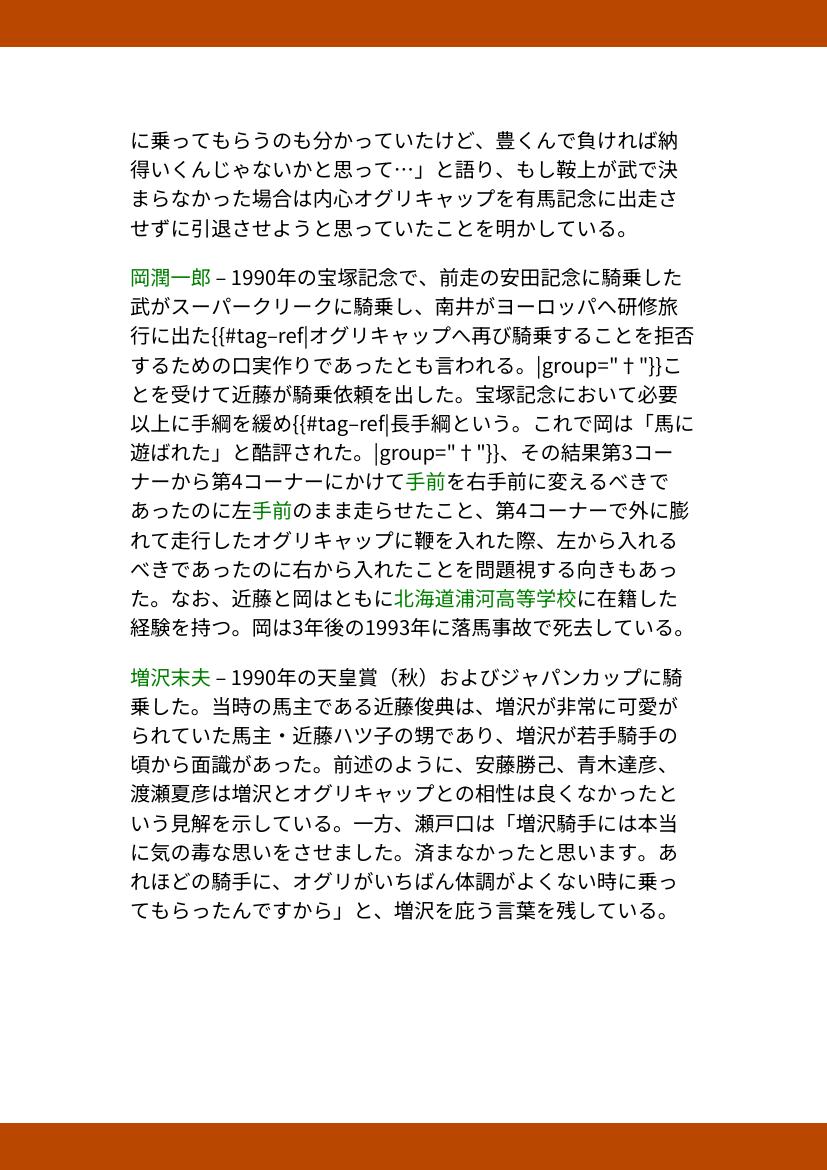 に乗ってもらうのも分かっていたけど、豊くんで負ければ納
得いくんじゃないかと思って…」と語り、もし鞍上が武で決
まらなかった場合は内心オグリキャップを有馬記念に出走さ
せずに引退させようと思っていたことを明かしている。
岡潤一郎 – 1990年の宝塚記念で、前走の安田記念に騎乗した
武がスーパークリークに騎乗し、南井がヨーロッパへ研修旅
行に出た{{#tag–ref|オグリキャップへ再び騎乗することを拒否
するための口実作りであったとも言われる。|group="†"}}こ
とを受けて近藤が騎乗依頼を出した。宝塚記念において必要
以上に手綱を緩め{{#tag–ref|長手綱という。これで岡は「馬に
遊ばれた」と酷評された。|group="†"}}、その結果第3コー
ナーから第4コーナーにかけて手前を右手前に変えるべきで
あったのに左手前のまま走らせたこと、第4コーナーで外に膨
れて走行したオグリキャップに鞭を入れた際、左から入れる
べきであったのに右から入れたことを問題視する向きもあっ
た。なお、近藤と岡はともに北海道浦河高等学校に在籍した
経験を持つ。岡は3年後の1993年に落馬事故で死去している。
増沢末夫 – 1990年の天皇賞（秋）およびジャパンカップに騎
乗した。当時の馬主である近藤俊典は、増沢が非常に可愛が
られていた馬主・近藤ハツ子の甥であり、増沢が若手騎手の
頃から面識があった。前述のように、安藤勝己、青木達彦、
渡瀬夏彦は増沢とオグリキャップとの相性は良くなかったと
いう見解を示している。一方、瀬戸口は「増沢騎手には本当
に気の毒な思いをさせました。済まなかったと思います。あ
れほどの騎手に、オグリがいちばん体調がよくない時に乗っ
てもらったんですから」と、増沢を庇う言葉を残している。